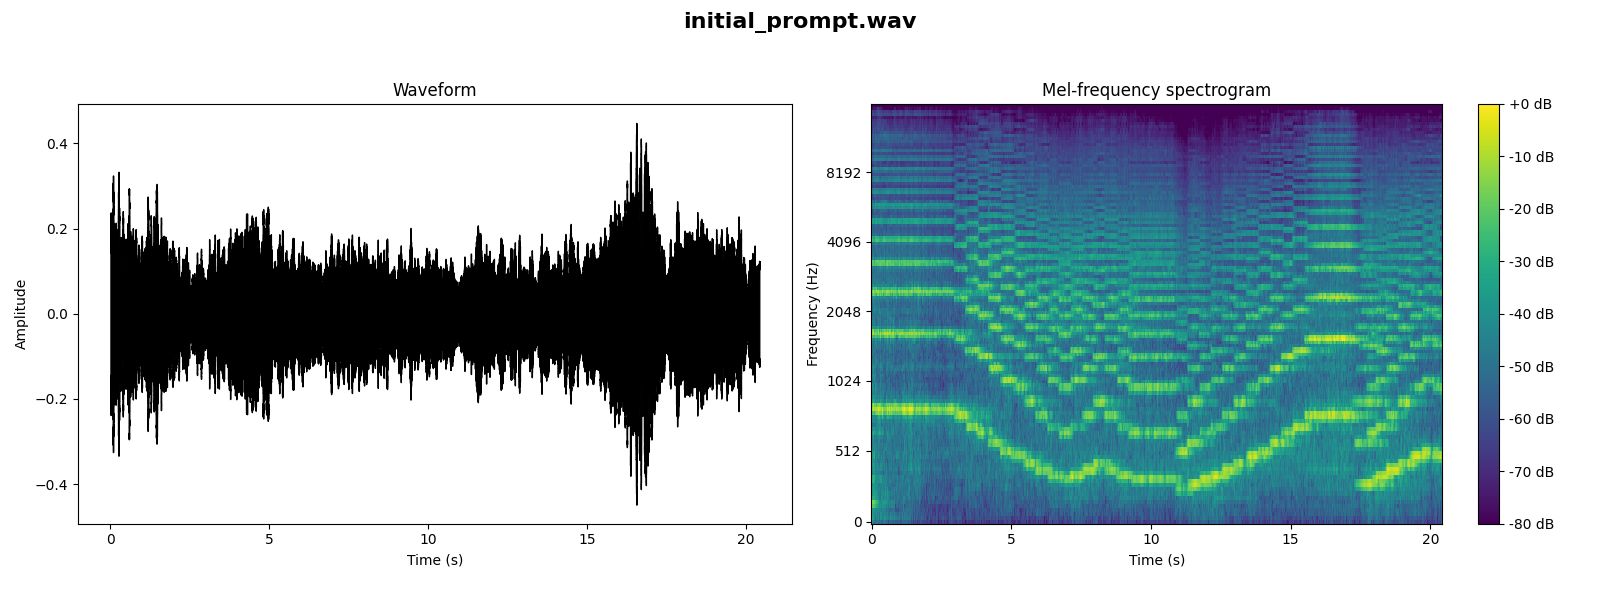 initial_prompt.wav
Waveform
Amplitude
0.4
0.2
0.0
−0.2
−0.4
0
5
10
15
20
Time (s)
Mel-frequency spectrogram
Frequency (Hz)
8192
4096
2048
1024
512
0
0
5
10
15
20
Time (s)
+0 dB
-10 dB
-20 dB
-30 dB
-40 dB
-50 dB
-60 dB
-70 dB
-80 dB